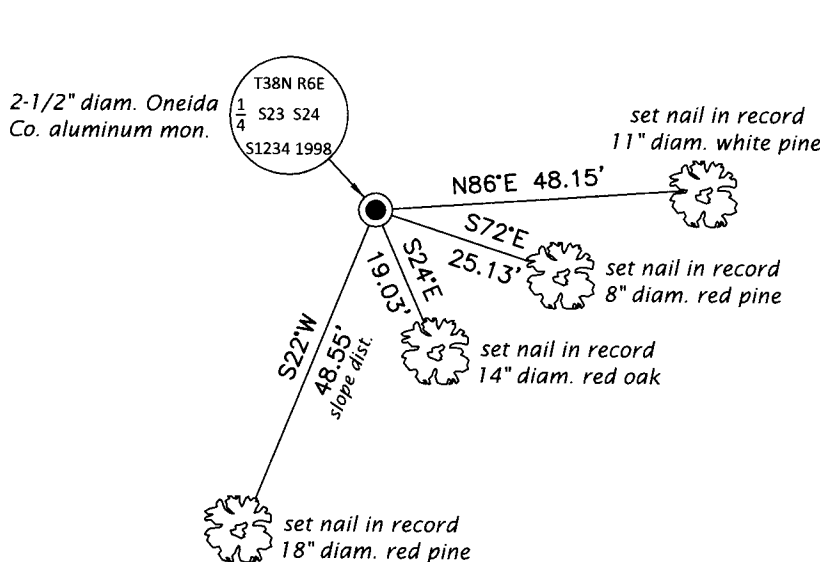 T38N R6E
2-1/2" diam. Oneida
Co. aluminum mon.
1
4
S23 S24
S1234 1998
set nail in record
11" diam. white pine
N86°E 48.15'
S72°E
25.13'
set nail in record
8" diam. red pine
S24°E
19.03'
set nail in record
14" diam. red oak
S22°W
48.55'
slope dist.
set nail in record
18" diam. red pine